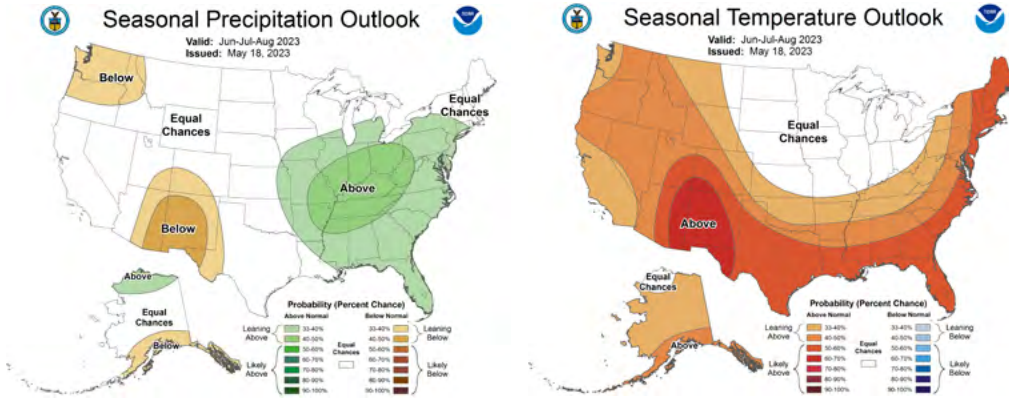 Seasonal Precipitation Outlook
Valid: Jun-Jul-Aug 2023
Issued: May 18, 2023
Below
Equal
Chances
Equal
Chances
Above
Below
Above
Equal
Chances
Below
Probability (Percent Chance)
Above Normal Below Normal
Leaning
Above
33-40% 33-40%
40-50% 40-50%
Leaning
Below
Equal
Chances
Likely
Above
50-60% 50-60%
60-70% 60-70%
70-80% 70-80%
80-90% 80-90%
90-100% 90-100%
Likely
Below
Seasonal Temperature Outlook
Valid: Jun-Jul-Aug 2023
Issued: May 18, 2023
Equal
Chances
Above
Equal
Chances
Above
Probability (Percent Chance)
Above Normal Below Normal
Leaning
Above
33-40% 33-40%
40-50% 40-50%
Leaning
Below
Equal
Chances
Likely
Above
50-60% 50-60%
60-70% 60-70%
70-80% 70-80%
80-90% 80-90%
90-100% 90-100%
Likely
Below